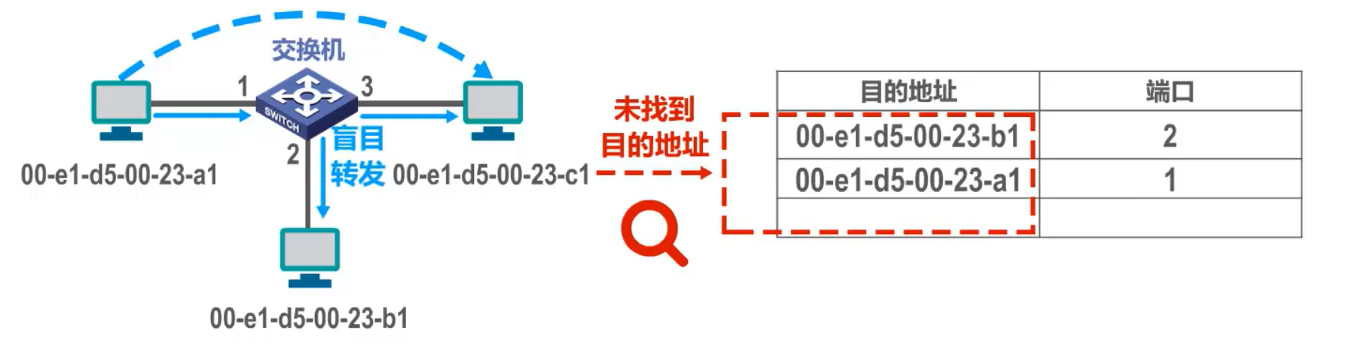 交换机
1
3
SWITCH
2
盲目
转发
00-e1-d5-00-23-a1
00-e1-d5-00-23-c1
00-e1-d5-00-23-b1
未找到
目的地址
目的地址 端口
00-e1-d5-00-23-b1 2
00-e1-d5-00-23-a1 1